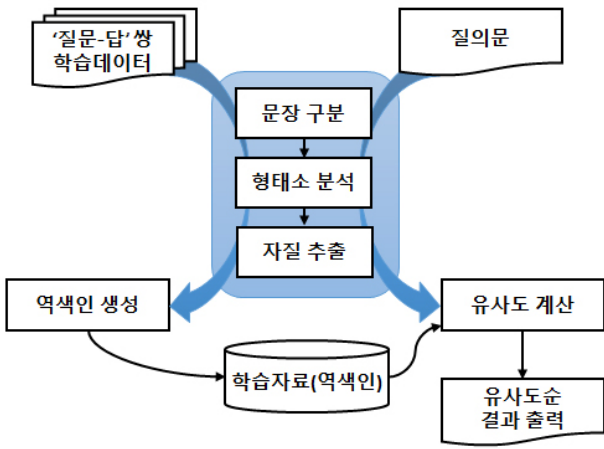 ‘질문-답’ 쌍
학습데이터
질의문
문장 구분
형태소 분석
자질 추출
역색인 생성
유사도 계산
학습자료(역색인)
유사도순
결과 출력